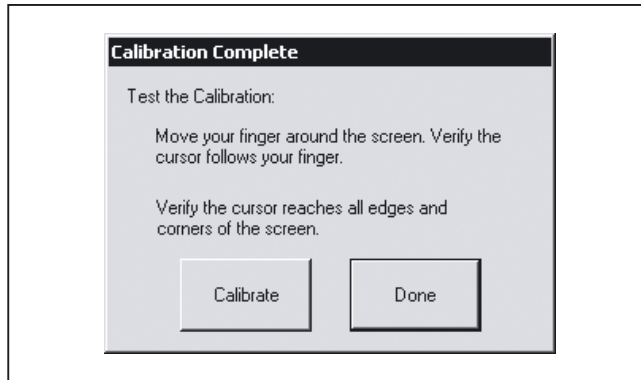 Calibration Complete
Test the Calibration:
Move your finger around the screen. Verify the
cursor follows your finger.
Verify the cursor reaches all edges and
corners of the screen.
Calibrate
Done